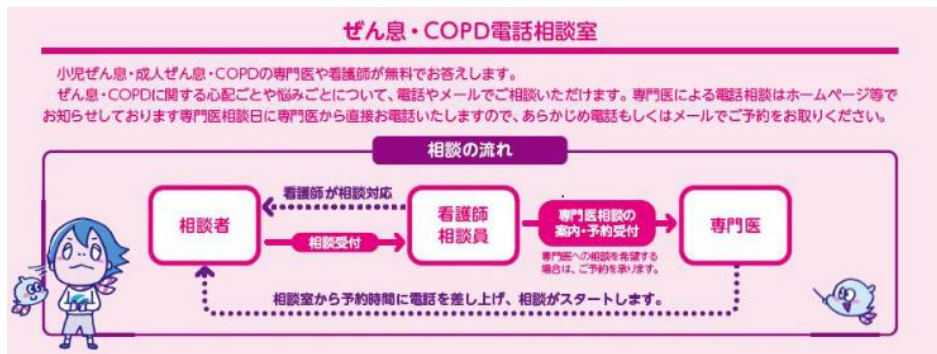 ぜん息・COPD電話相談室
小児ぜん息・成人ぜん息・COPDの専門医や看護師が無料でお答えします。
ぜん息・COPDに関する心配ごとや悩みごとについて、電話やメールでご相談いただけます。専門医による電話相談はホームページ等で
お知らせしております専門医相談日に専門医から直接お電話いたしますので、あらかじめ電話もしくはメールでご予約をお取りください。
相談の流れ
相談者
看護師が相談対応
相談受付
看護師
相談員
専門医相談の
案内・予約受付
専門医への相談を希望する
場合は、ご予約を承ります。
専門医
相談室から予約時間に電話を差し上げ、相談がスタートします。